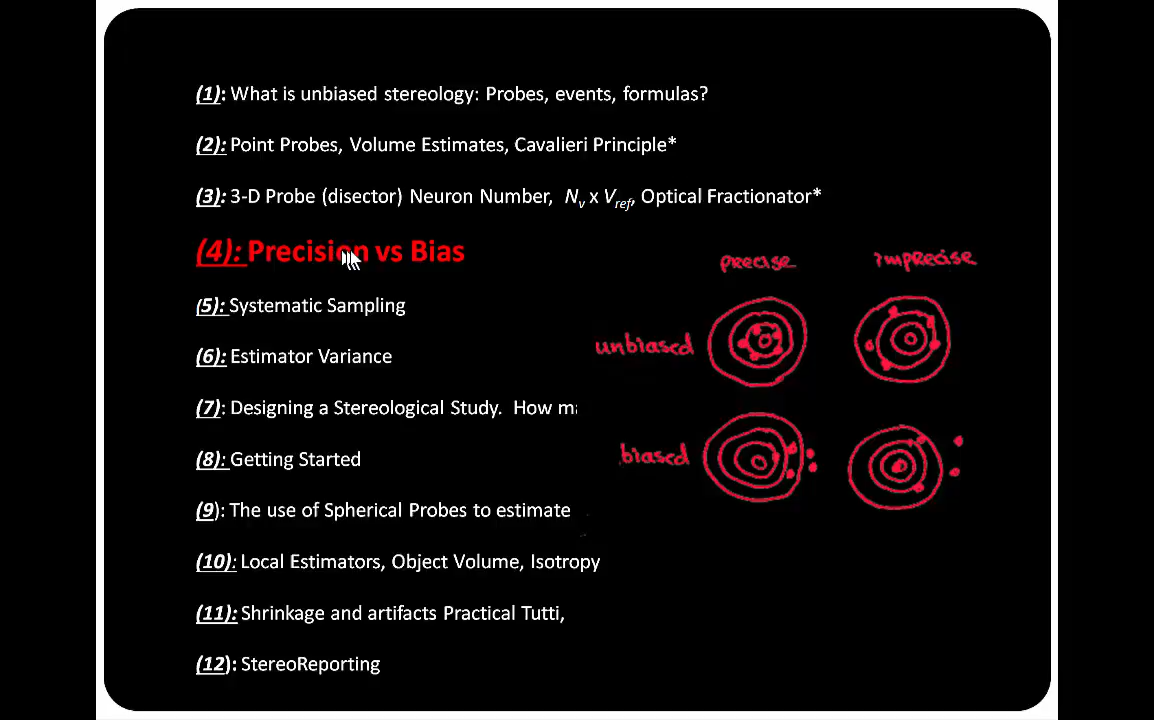 (1): What is unbiased stereology: Probes, events, formulas?
(2): Point Probes, Volume Estimates, Cavalieri Principle*
(3): 3-D Probe (disector) Neuron Number, Nv x Vref, Optical Fractionator*
(4): Precision vs Bias
precise imprecise
(5): Systematic Sampling
unbiased
(6): Estimator Variance
(7): Designing a Stereological Study. How
biased
(8): Getting Started
(9): The use of Spherical Probes to estimate
(10): Local Estimators, Object Volume, Isotropy
(11): Shrinkage and artifacts Practical Tutti,
(12): StereoReporting